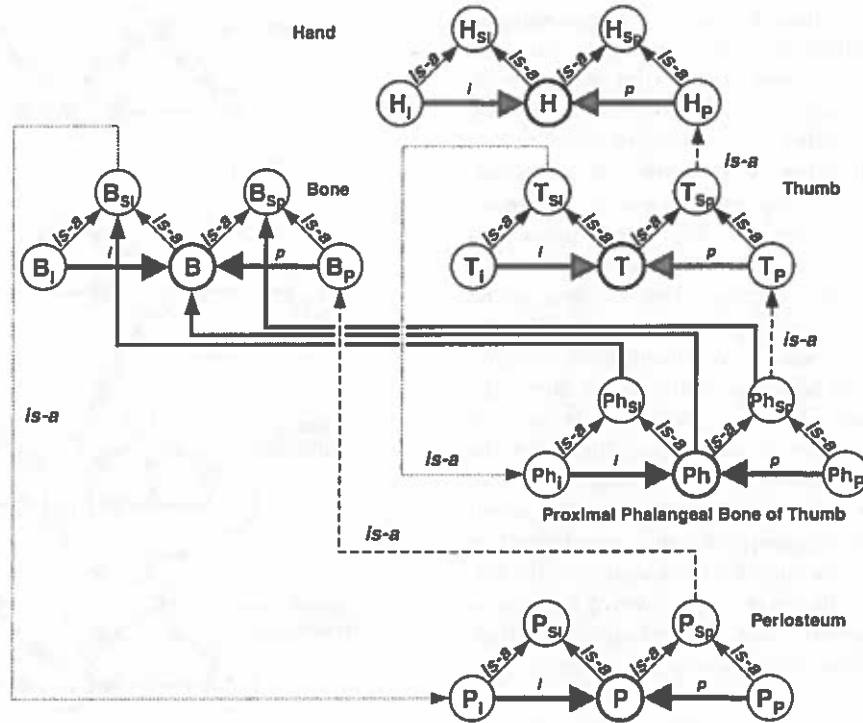 Hand
H_SI
H_Sp
is-a is-a is-a is-a
H_I i H p H_P
is-a
B_SI B_Sp Bone
T_SI T_Sp Thumb
is-a is-a is-a is-a
is-a is-a is-a is-a
B_I i B p B_P
T_i i T p T_P
is-a
is-a
Ph_SI Ph_Sp
is-a is-a is-a is-a
is-a
Ph_i i Ph p Ph_P
Proximal Phalangeal Bone of Thumb
is-a
P_SI P_Sp Periosteum
is-a is-a is-a is-a
P_i i P p P_P